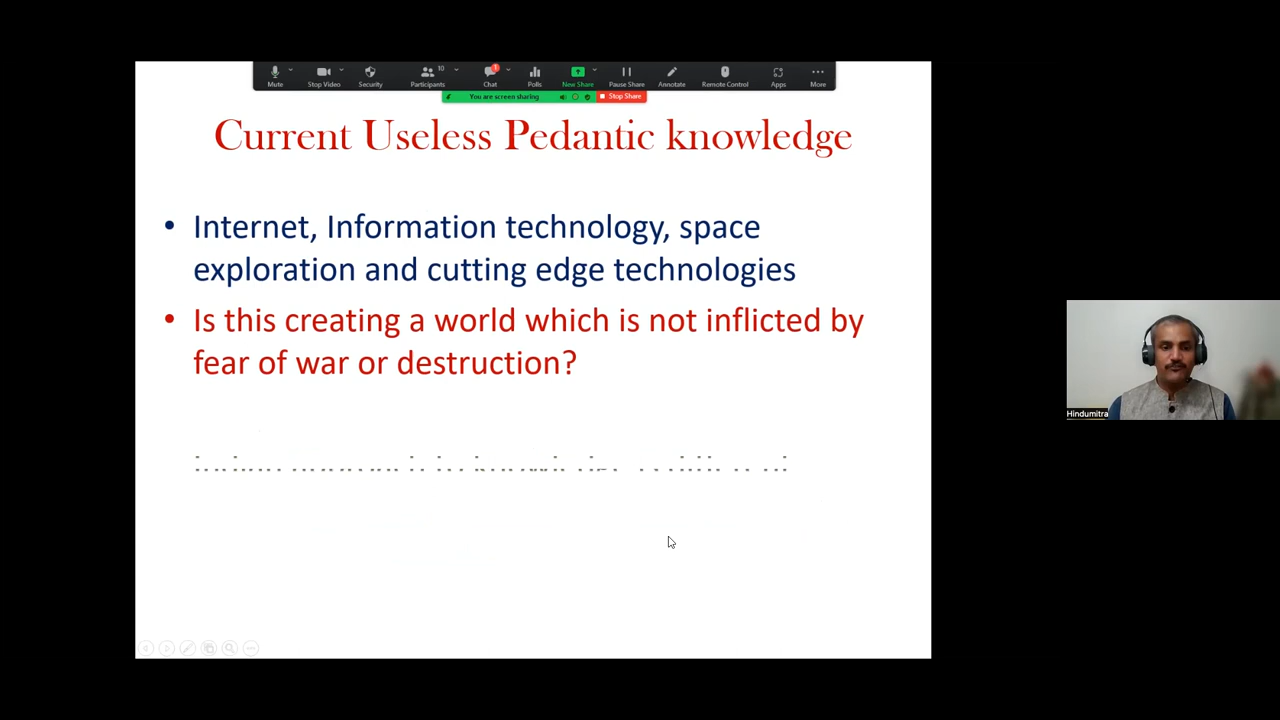 Mute
Stop Video
Security
Participants
10
Chat
1
Polls
New Share
Pause Share
Annotate
Remote Control
Apps
More
You are screen sharing
Stop Share
Current Useless Pedantic knowledge
• Internet, Information technology, space
exploration and cutting edge technologies
• Is this creating a world which is not inflicted by
fear of war or destruction?
Hindumitra